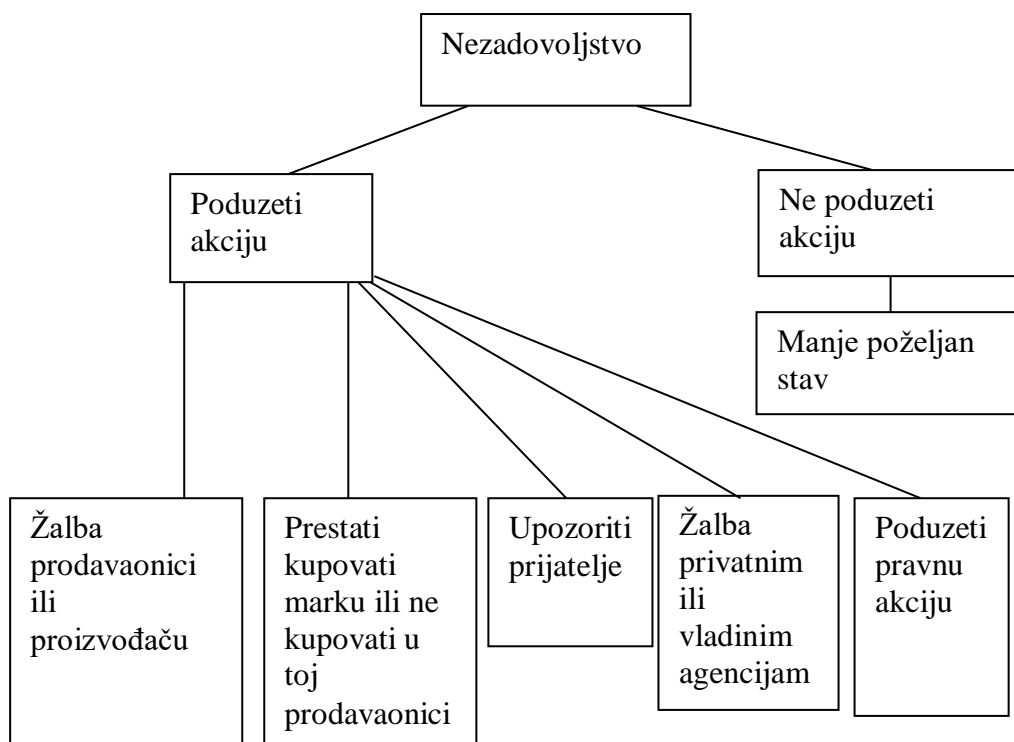 Nezadovoljstvo
Poduzeti
akciju
Ne poduzeti
akciju
Manje poželjan
stav
Žalba
prodavaonici
ili
proizvođaču
Prestati
kupovati
marku ili ne
kupovati u
toj
prodavaonici
Upozoriti
prijatelje
Žalba
privatnim
ili
vladinim
agencijam
Poduzeti
pravnu
akciju